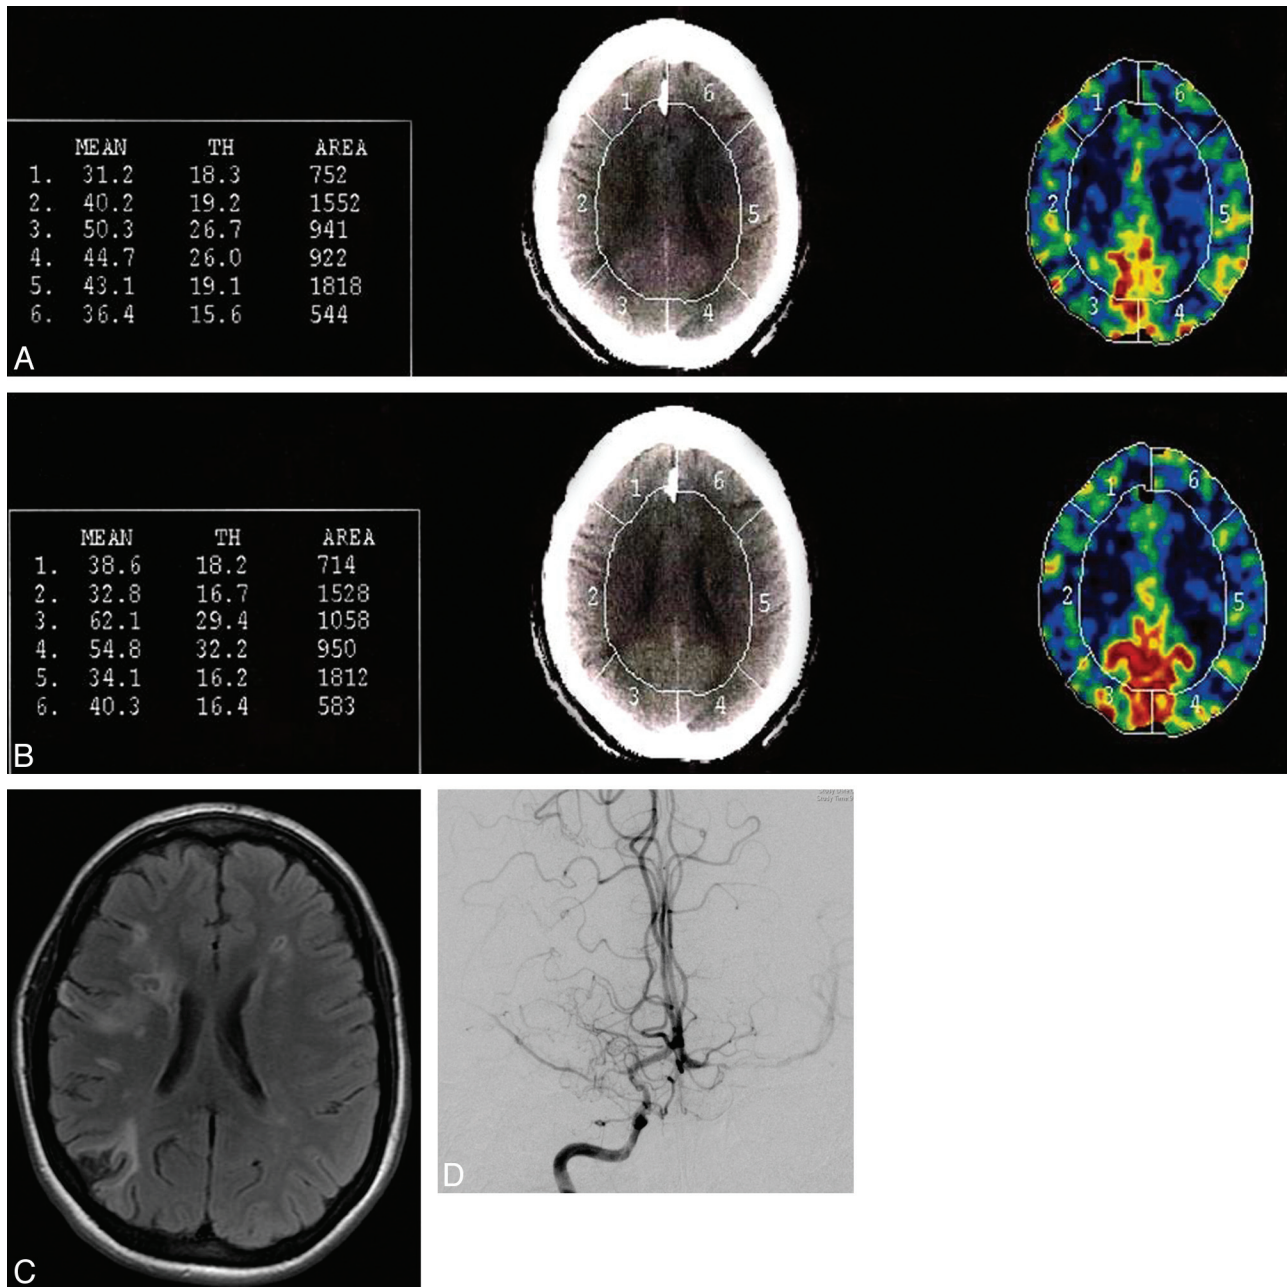 MEAN TH AREA
1. 31.2 18.3 752
2. 40.2 19.2 1552
3. 50.3 26.7 941
4. 44.7 26.0 922
5. 43.1 19.1 1818
6. 36.4 15.6 544
A
1 6
2 5
3 4
1 6
2 5
3 4
MEAN TH AREA
1. 38.6 18.2 714
2. 32.8 16.7 1528
3. 62.1 29.4 1058
4. 54.8 32.2 950
5. 34.1 16.2 1812
6. 40.3 16.4 583
B
1 6
2 5
3 4
1 6
2 5
3 4
C
Study Time
D